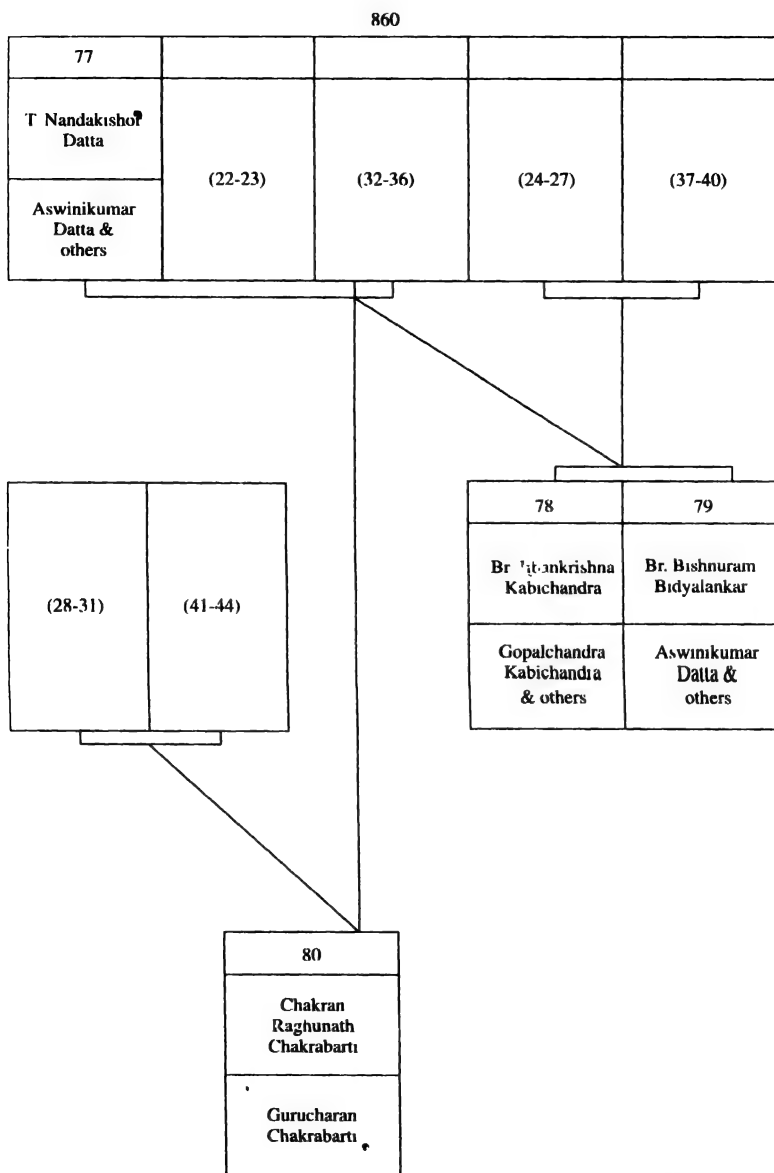 860
77
T Nandakishor
Datta
Aswinikumar
Datta &
others
(22-23)
(32-36)
(24-27)
(37-40)
(28-31)
(41-44)
78
Br
Kabichandra
Gopalchandra
Kabichandra
& others
79
Br. Bishnuram
Bidyalankar
Aswinikumar
Datta &
others
80
Chakran
Raghunath
Chakrabarti
Gurucharan
Chakrabarti